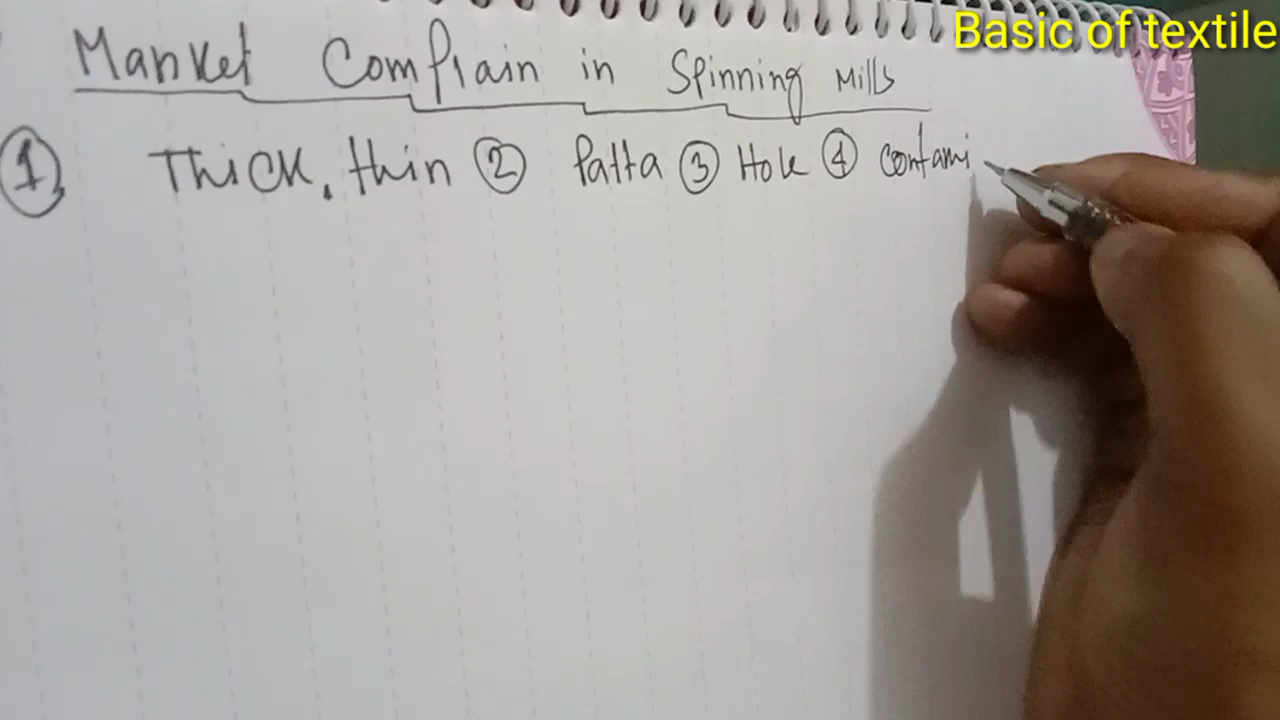 Basic of textile
Market Complain in Spinning Mills
① Thick, thin ② Patta ③ Hole ④ Contami